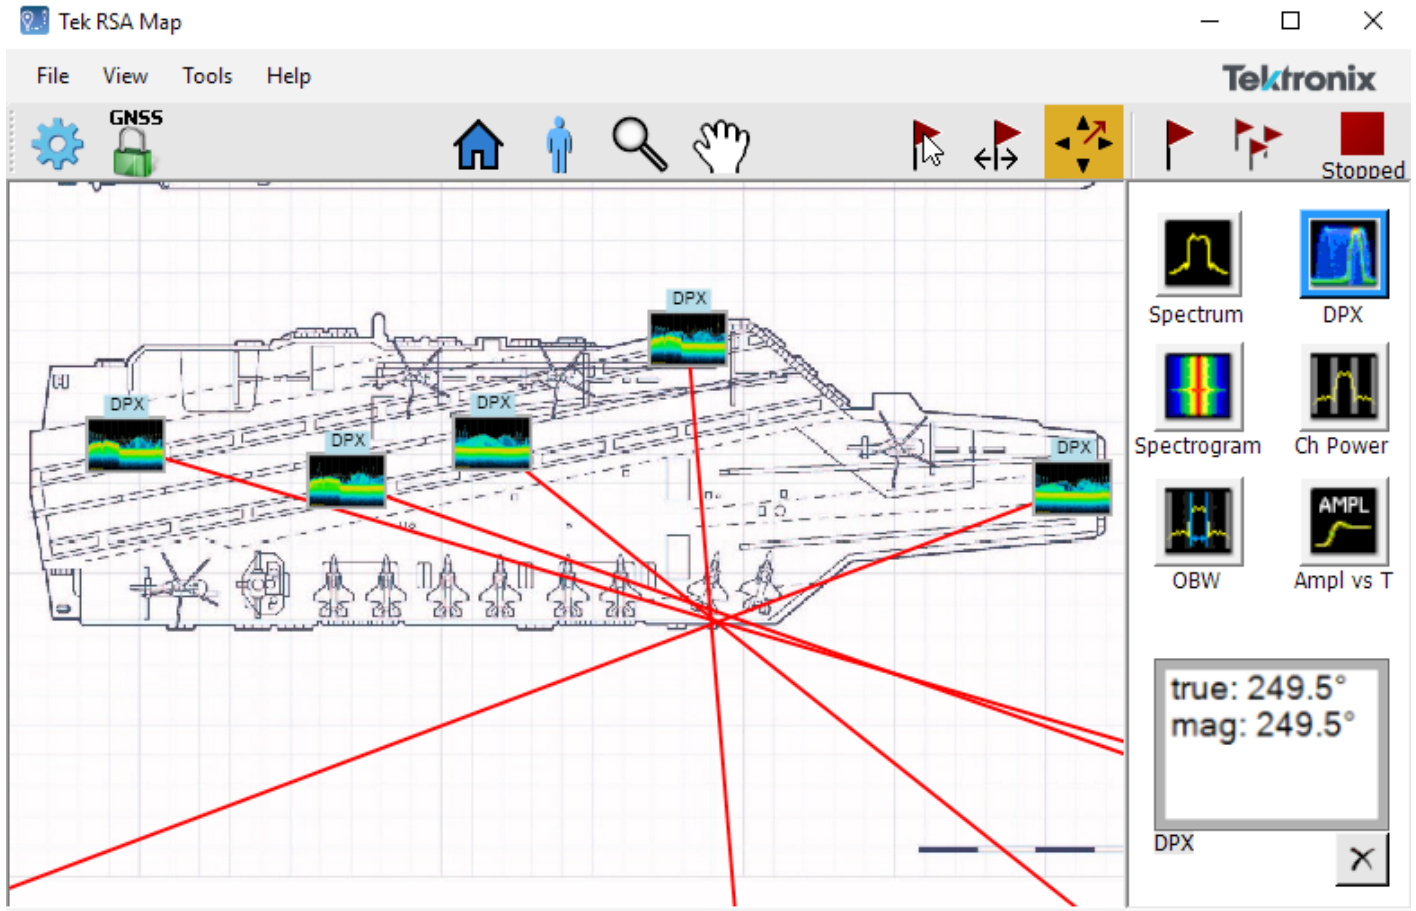 Tek RSA Map
File View Tools Help
Tektronix
GNSS
Stopped
DPX
DPX
DPX
DPX
DPX
Spectrum DPX
Spectrogram Ch Power
AMPL
OBW Ampl vs T
true: 249.5°
mag: 249.5°
DPX